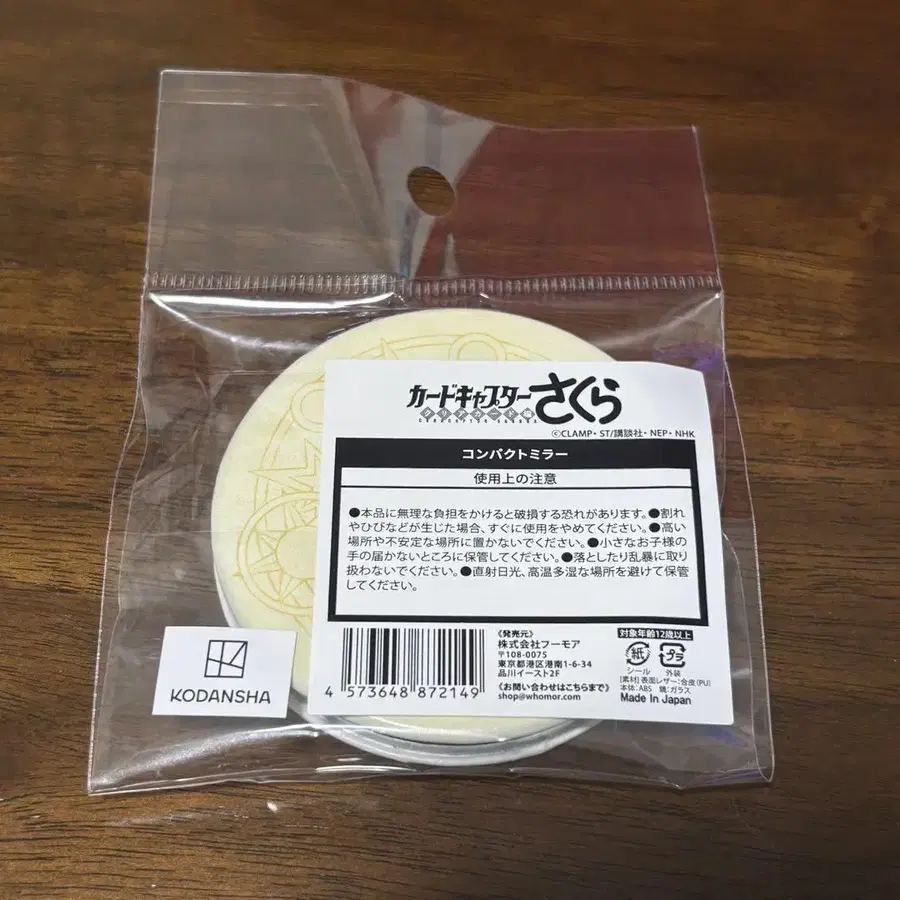 カードキャプターさくら
クリアカード編
©CLAMP・ST/講談社・NEP・NHK
コンパクトミラー
使用上の注意
●本品に無理な負担をかけると破損する恐れがあります。●割れ
やひびなどが生じた場合、すぐに使用をやめてください。●高い
場所や不安定な場所に置かないでください。●小さなお子様の
手の届かないところに保管してください。●落としたり乱暴に取り
扱わないでください。●直射日光、高温多湿な場所を避けて保管
してください。
4 573648 872149
《発売元》
株式会社フーモア
〒108-0075
東京都港区港南1-6-34
品川イースト2F
《お問い合わせはこちらまで》
shop@whomor.com
対象年齢12歳以上
紙 プラ
シール 外装
[素材]表面レザー:合皮(PU)
本体:ABS 鏡:ガラス
Made In Japan
KODANSHA